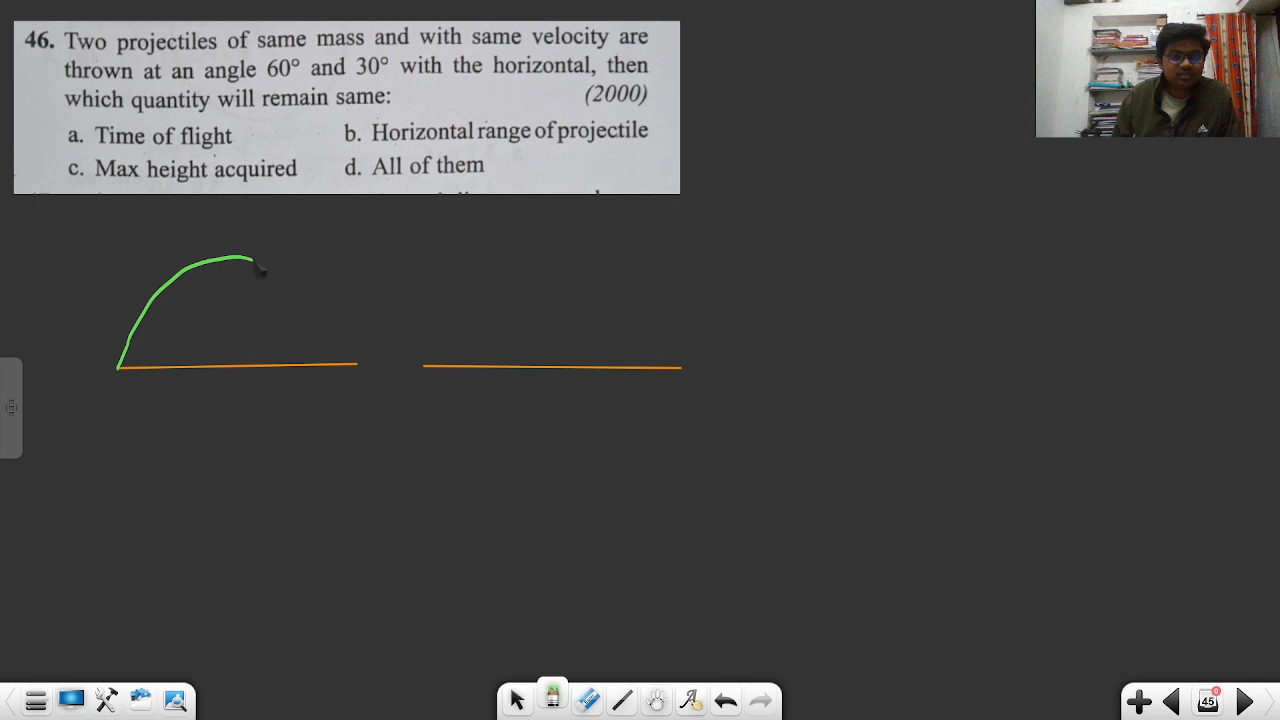 46. Two projectiles of same mass and with same velocity are
thrown at an angle 60° and 30° with the horizontal, then
which quantity will remain same: (2000)
a. Time of flight b. Horizontal range of projectile
c. Max height acquired d. All of them
45
0